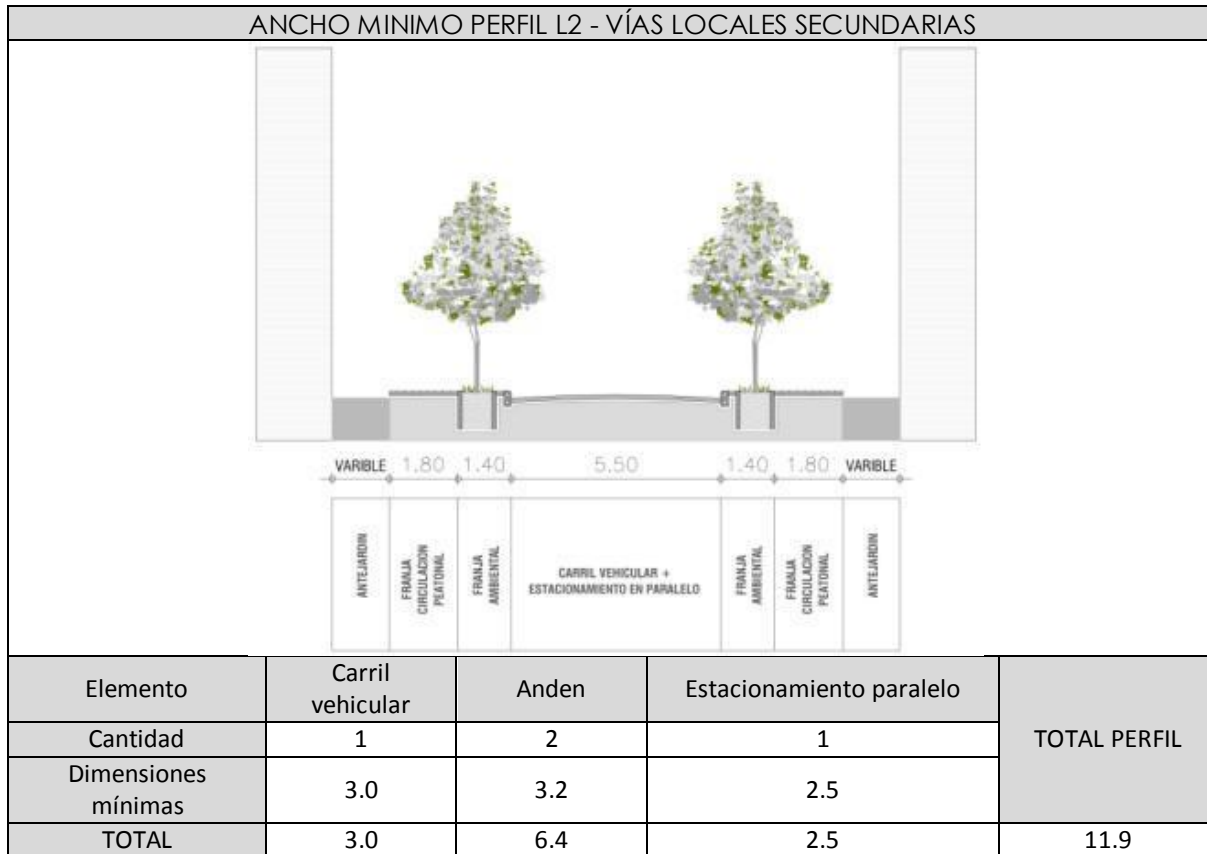 ANCHO MINIMO PERFIL L2 - VÍAS LOCALES SECUNDARIAS
VARIBLE 1.80 1.40 5.50 1.40 1.80 VARIBLE
ANTEJARDIN
FRANJA
CIRCULACION
PEATONAL
FRANJA
AMBIENTAL
CARRIL VEHICULAR +
ESTACIONAMIENTO EN PARALELO
FRANJA
AMBIENTAL
FRANJA
CIRCULACION
PEATONAL
ANTEJARDIN
Elemento
Carril
vehicular
Anden
Estacionamiento paralelo
TOTAL PERFIL
Cantidad 1 2 1
Dimensiones
mínimas
3.0 3.2 2.5
TOTAL 3.0 6.4 2.5 11.9